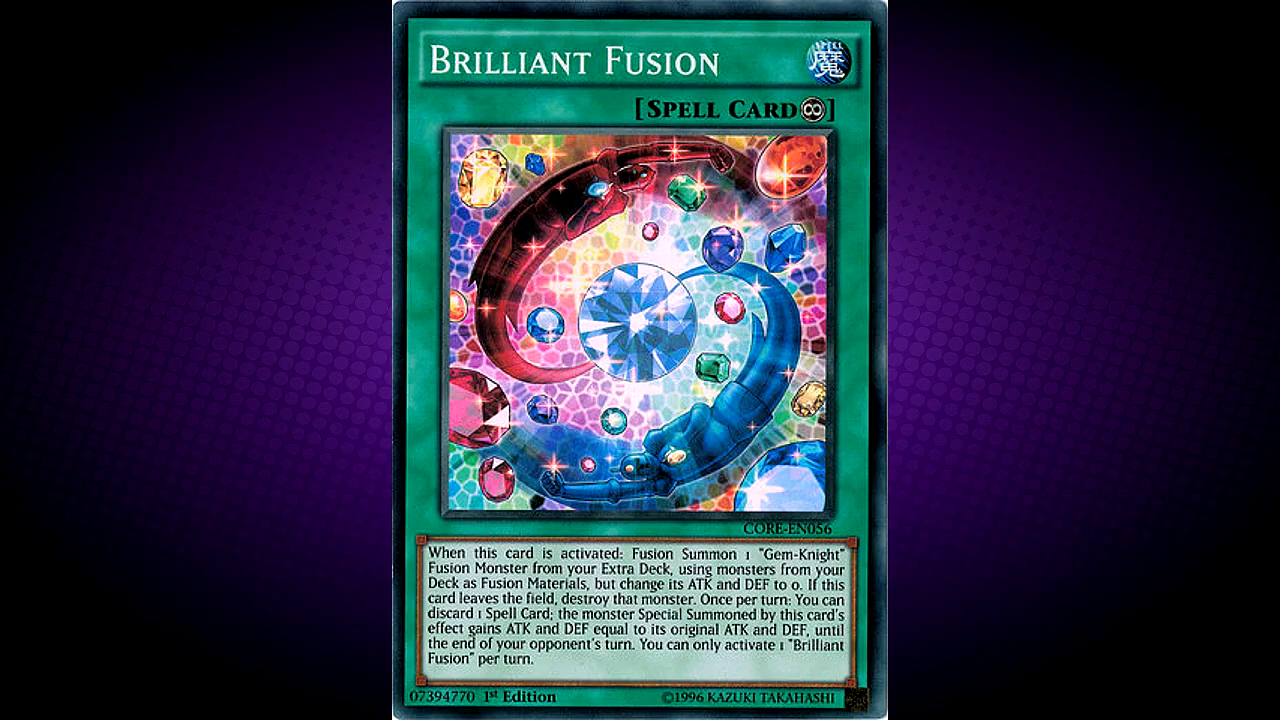 BRILLIANT FUSION
魔
[SPELL CARD∞]
CORE-EN056
When this card is activated: Fusion Summon 1 "Gem-Knight"
Fusion Monster from your Extra Deck, using monsters from your
Deck as Fusion Materials, but change its ATK and DEF to 0. If this
card leaves the field, destroy that monster. Once per turn: You can
discard 1 Spell Card; the monster Special Summoned by this card's
effect gains ATK and DEF equal to its original ATK and DEF, until
the end of your opponent's turn. You can only activate 1 "Brilliant
Fusion" per turn.
07394770 1st Edition ©1996 KAZUKI TAKAHASHI